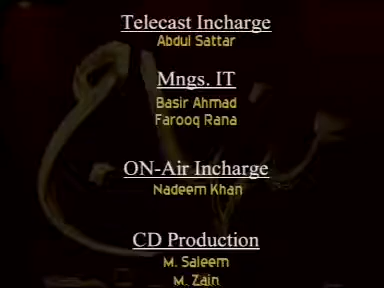 Telecast Incharge
Abdul Sattar
Mngs. IT
Basir Ahmad
Farooq Rana
ON-Air Incharge
Nadeem Khan
CD Production
M. Saleem
M. Zain